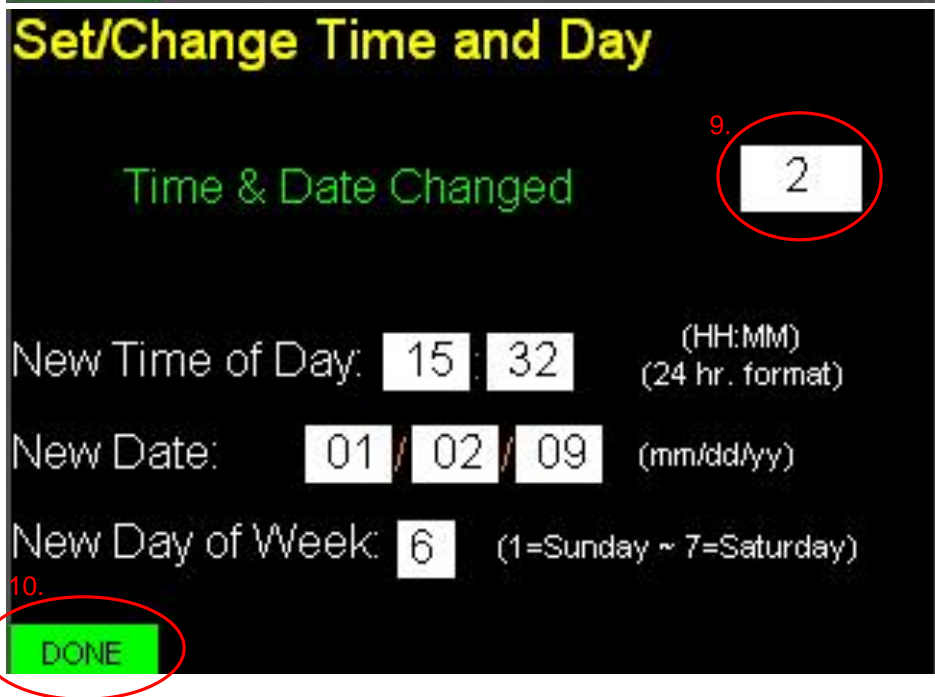 Set/Change Time and Day
9.
Time & Date Changed 2
New Time of Day: 15 : 32 (HH:MM)
(24 hr. format)
New Date: 01 / 02 / 09 (mm/dd/yy)
New Day of Week: 6 (1=Sunday ~ 7=Saturday)
10.
DONE